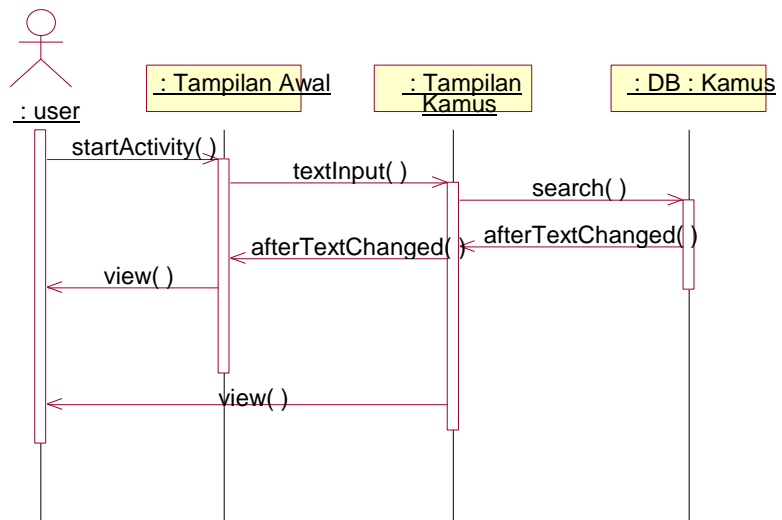 : Tampilan Awal
: Tampilan
Kamus
: DB : Kamus
: user
startActivity( )
textInput( )
search( )
afterTextChanged( )
afterTextChanged( )
view( )
view( )